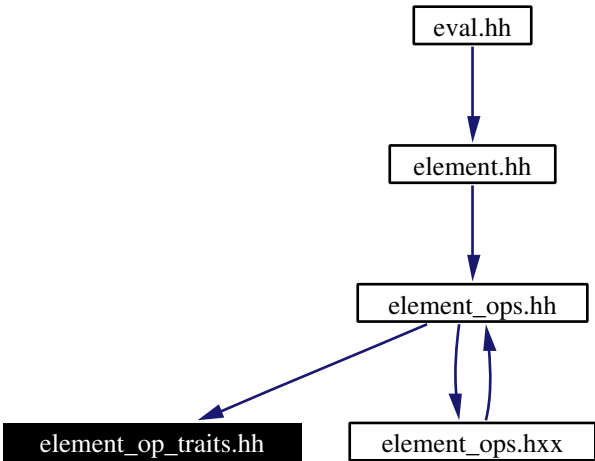 eval.hh
element.hh
element_ops.hh
element_op_traits.hh
element_ops.hxx